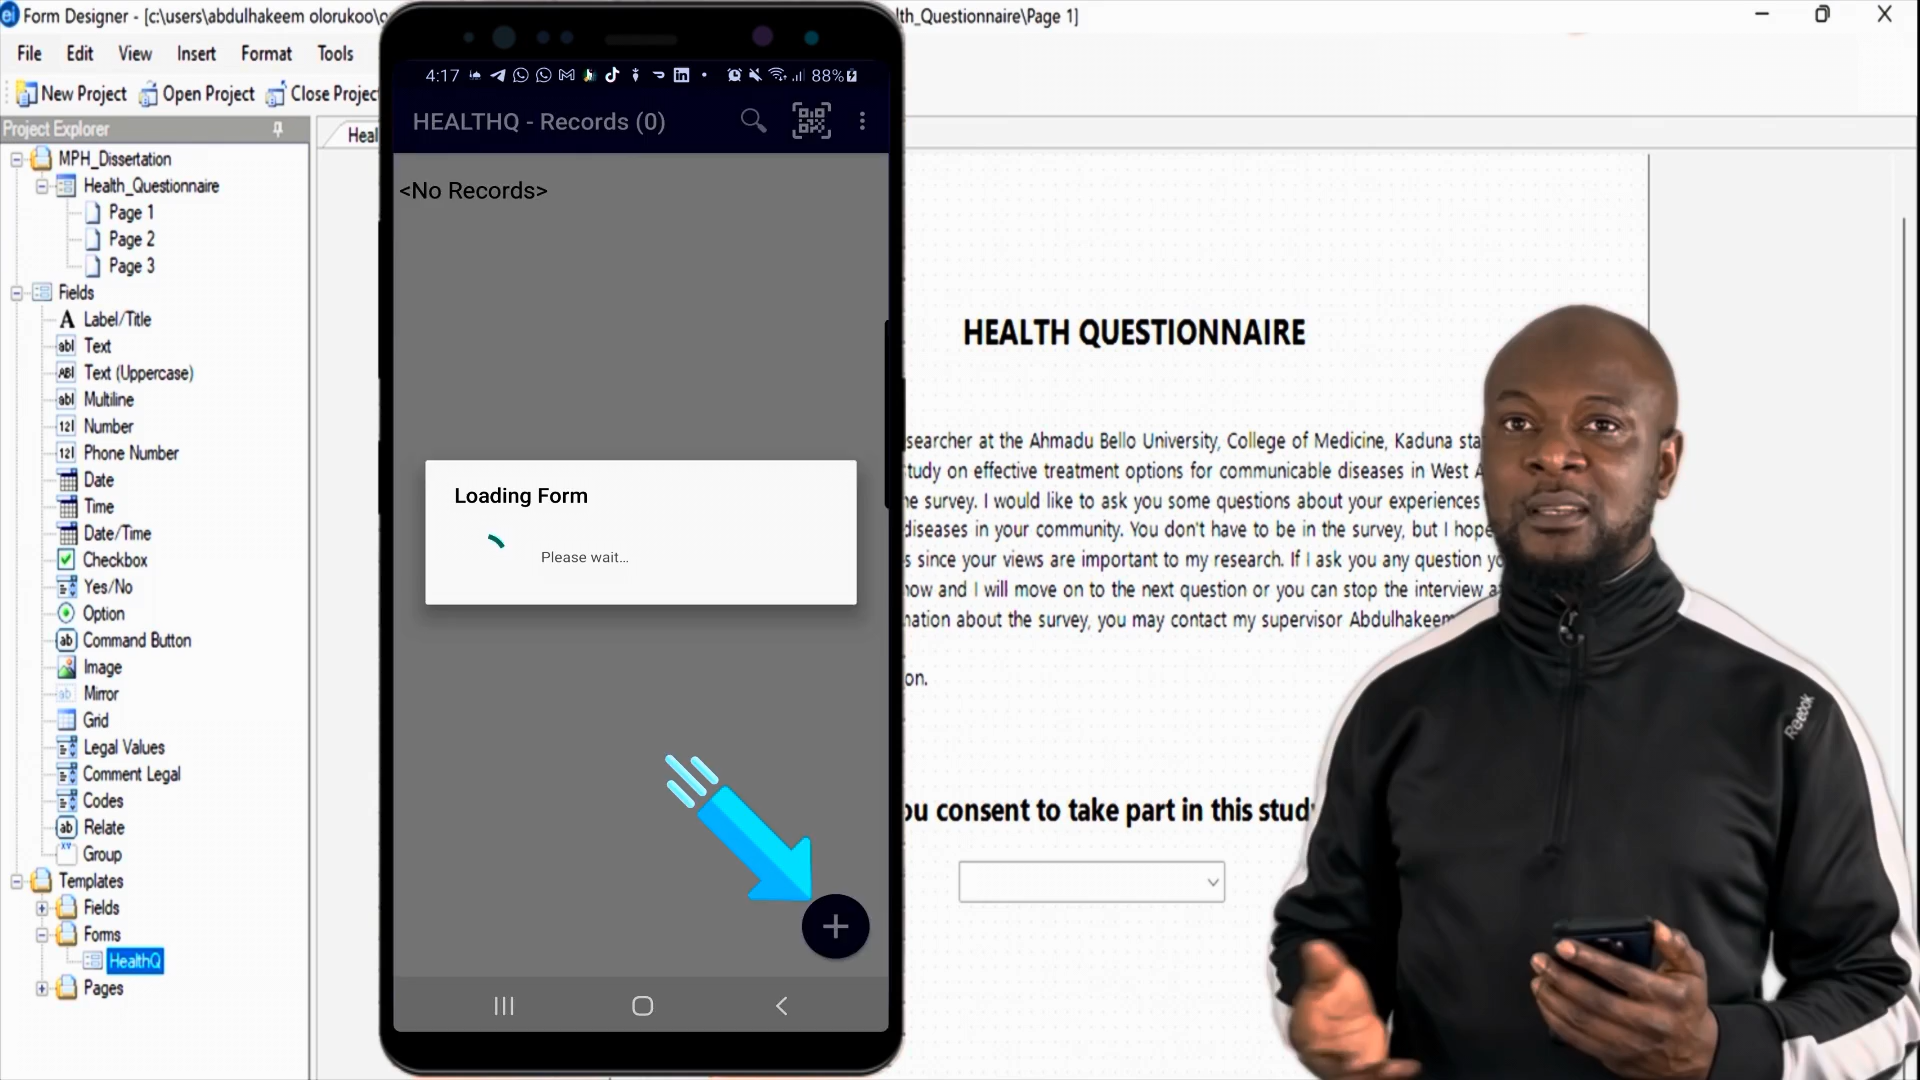 Form Designer - [c:\users\abdulhakeem olorukoo\
lth_Questionnaire\Page 1]
File Edit View Insert Format Tools
New Project Open Project Close Project
Project Explorer
Heal
MPH_Dissertation
Health_Questionnaire
Page 1
Page 2
Page 3
Fields
A Label/Title
Text
Text (Uppercase)
Multiline
Number
Phone Number
Date
Time
Date/Time
Checkbox
Yes/No
Option
Command Button
Image
Mirror
Grid
Legal Values
Comment Legal
Codes
Relate
Group
Templates
Fields
Forms
HealthQ
Pages
4:17
88%
HEALTHQ - Records (0)
<No Records>
Loading Form
Please wait...
HEALTH QUESTIONNAIRE
searcher at the Ahmadu Bello University, College of Medicine, Kaduna sta
tudy on effective treatment options for communicable diseases in West A
he survey. I would like to ask you some questions about your experiences
diseases in your community. You don't have to be in the survey, but I hope
s since your views are important to my research. If I ask you any question yo
now and I will move on to the next question or you can stop the interview a
nation about the survey, you may contact my supervisor Abdulhakeem
on.
ou consent to take part in this stud
Reebok